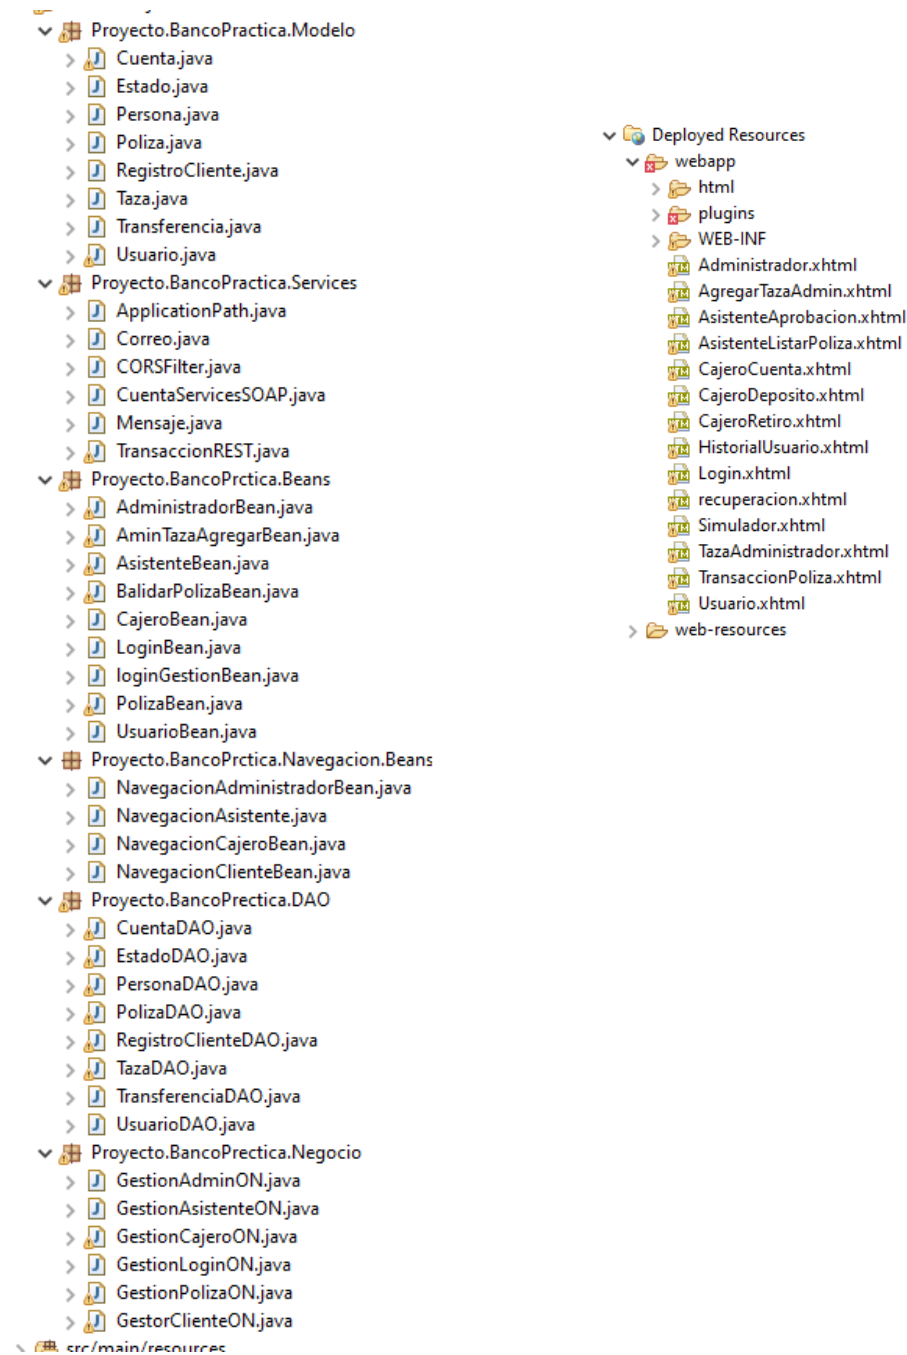 Proyecto.BancoPractica.Modelo
Cuenta.java
Estado.java
Persona.java
Poliza.java
RegistroCliente.java
Taza.java
Transferencia.java
Usuario.java
Proyecto.BancoPractica.Services
ApplicationPath.java
Correo.java
CORSFilter.java
CuentaServicesSOAP.java
Mensaje.java
TransaccionREST.java
Proyecto.BancoPrctica.Beans
AdministradorBean.java
AminTazaAgregarBean.java
AsistenteBean.java
BalidarPolizaBean.java
CajeroBean.java
LoginBean.java
loginGestionBean.java
PolizaBean.java
UsuarioBean.java
Proyecto.BancoPrctica.Navegacion.Beans
NavegacionAdministradorBean.java
NavegacionAsistente.java
NavegacionCajeroBean.java
NavegacionClienteBean.java
Proyecto.BancoPrectica.DAO
CuentaDAO.java
EstadoDAO.java
PersonaDAO.java
PolizaDAO.java
RegistroClienteDAO.java
TazaDAO.java
TransferenciaDAO.java
UsuarioDAO.java
Proyecto.BancoPrectica.Negocio
GestionAdminON.java
GestionAsistenteON.java
GestionCajeroON.java
GestionLoginON.java
GestionPolizaON.java
GestorClienteON.java
src/main/resources
Deployed Resources
webapp
html
plugins
WEB-INF
Administrador.xhtml
AgregarTazaAdmin.xhtml
AsistenteAprobacion.xhtml
AsistenteListarPoliza.xhtml
CajeroCuenta.xhtml
CajeroDeposito.xhtml
CajeroRetiro.xhtml
HistorialUsuario.xhtml
Login.xhtml
recuperacion.xhtml
Simulador.xhtml
TazaAdministrador.xhtml
TransaccionPoliza.xhtml
Usuario.xhtml
web-resources